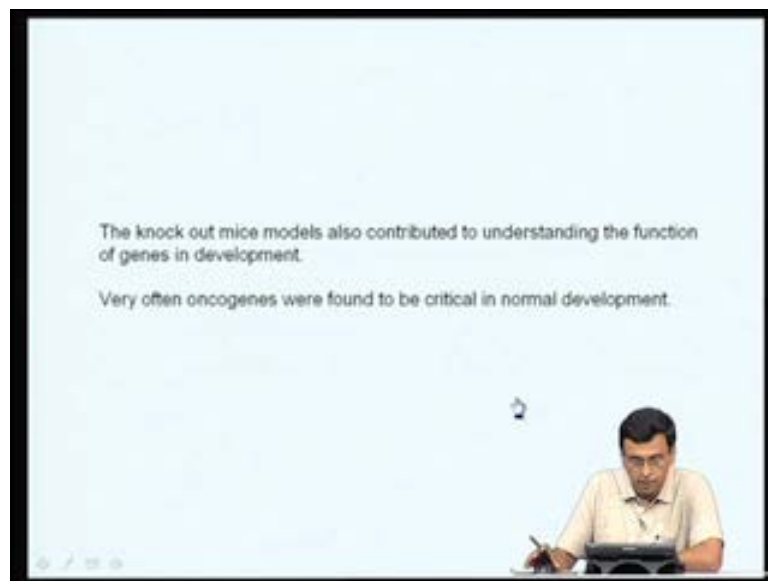 The knock out mice models also contributed to understanding the function
of genes in development.
Very often oncogenes were found to be critical in normal development.